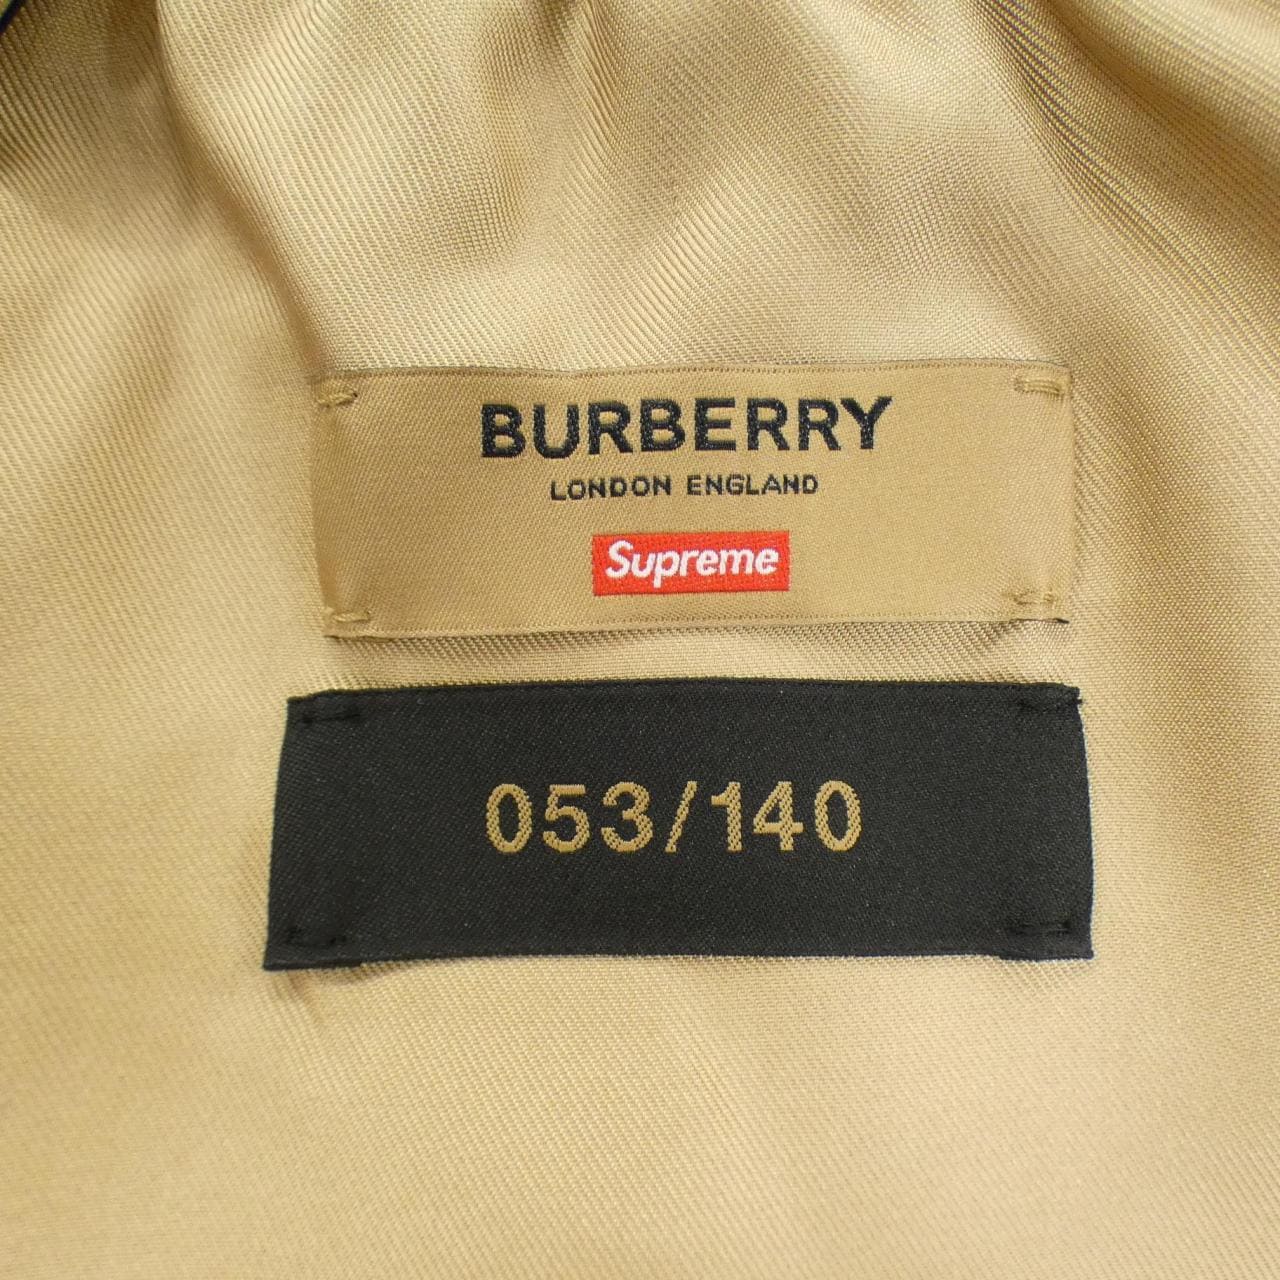 BURBERRY
LONDON ENGLAND
Supreme
053/140